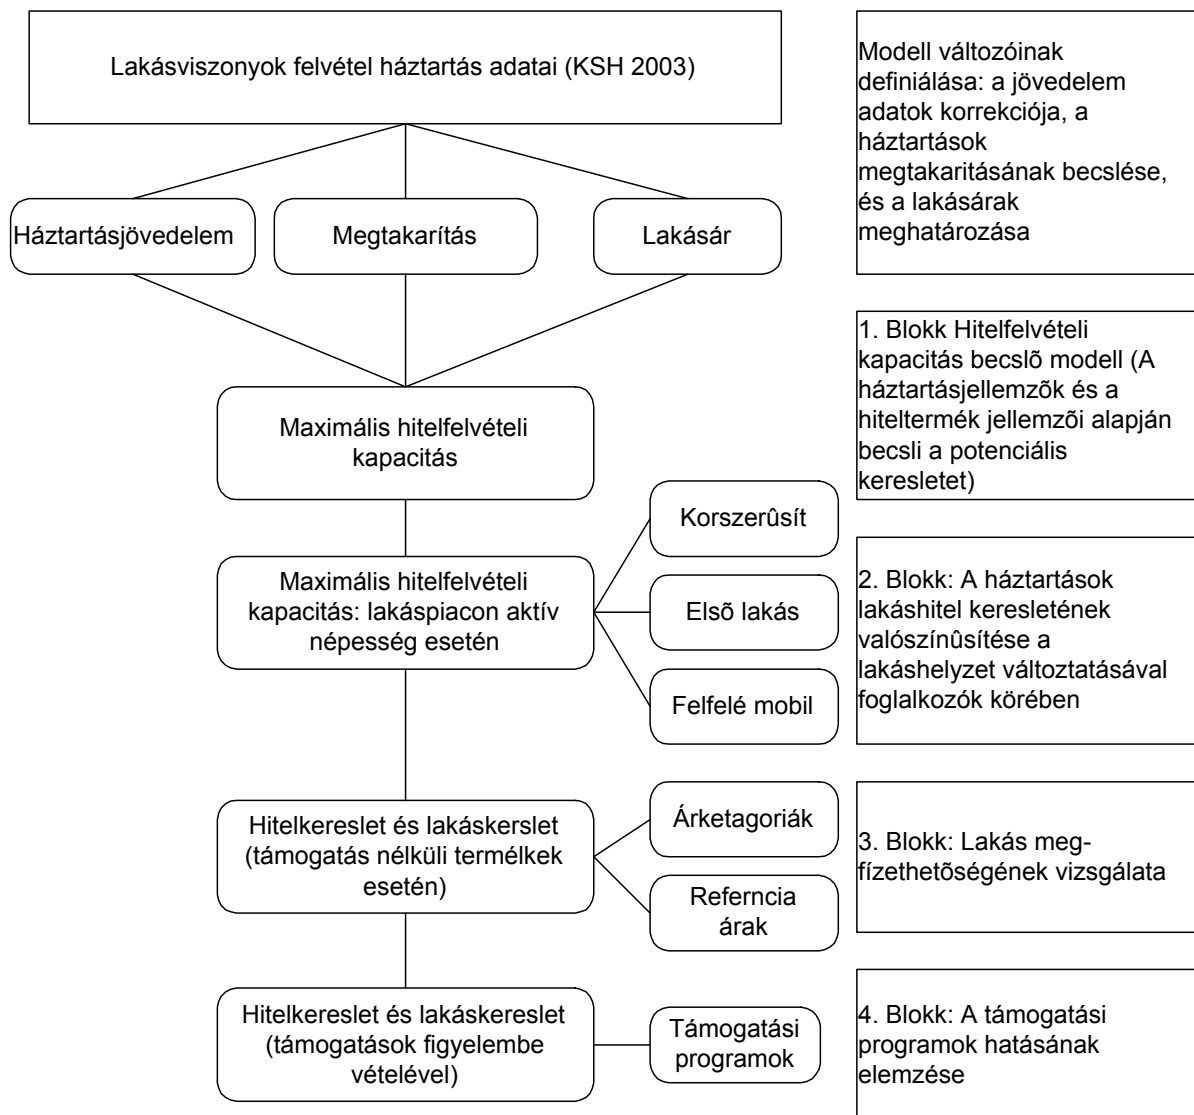 Lakásviszonyok felvétel háztartás adatai (KSH 2003)
Modell változóinak
definiálása: a jövedelem
adatok korrekciója, a
háztartások
megtakaritásának becslése,
és a lakásárak
meghatározása
Háztartásjövedelem
Megtakarítás
Lakásár
1. Blokk Hitelfelvételi
kapacitás becslõ modell (A
háztartásjellemzõk és a
hiteltermék jellemzõi alapján
becsli a potenciális
keresletet)
Maximális hitelfelvételi
kapacitás
Maximális hitelfelvételi
kapacitás: lakáspiacon aktív
népesség esetén
Korszerûsít
Elsõ lakás
Felfelé mobil
2. Blokk: A háztartások
lakáshitel keresletének
valószínûsítése a
lakáshelyzet változtatásával
foglalkozók körében
Hitelkereslet és lakáskerslet
(támogatás nélküli termélkek
esetén)
Árketagoriák
Referncia
árak
3. Blokk: Lakás meg-
fízethetõségének vizsgálata
Hitelkereslet és lakáskereslet
(támogatások figyelembe
vételével)
Támogatási
programok
4. Blokk: A támogatási
programok hatásának
elemzése